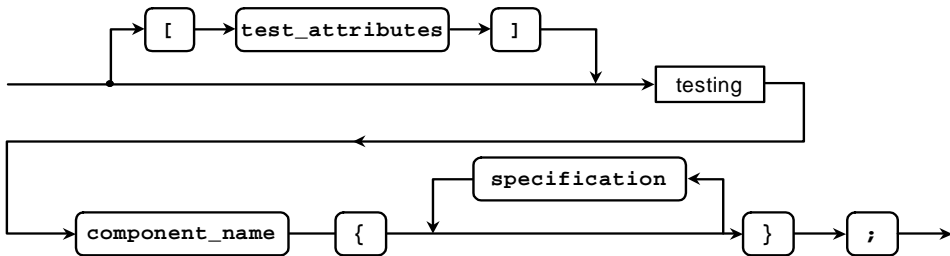 [ test_attributes ]
testing
specification
component_name { } ;